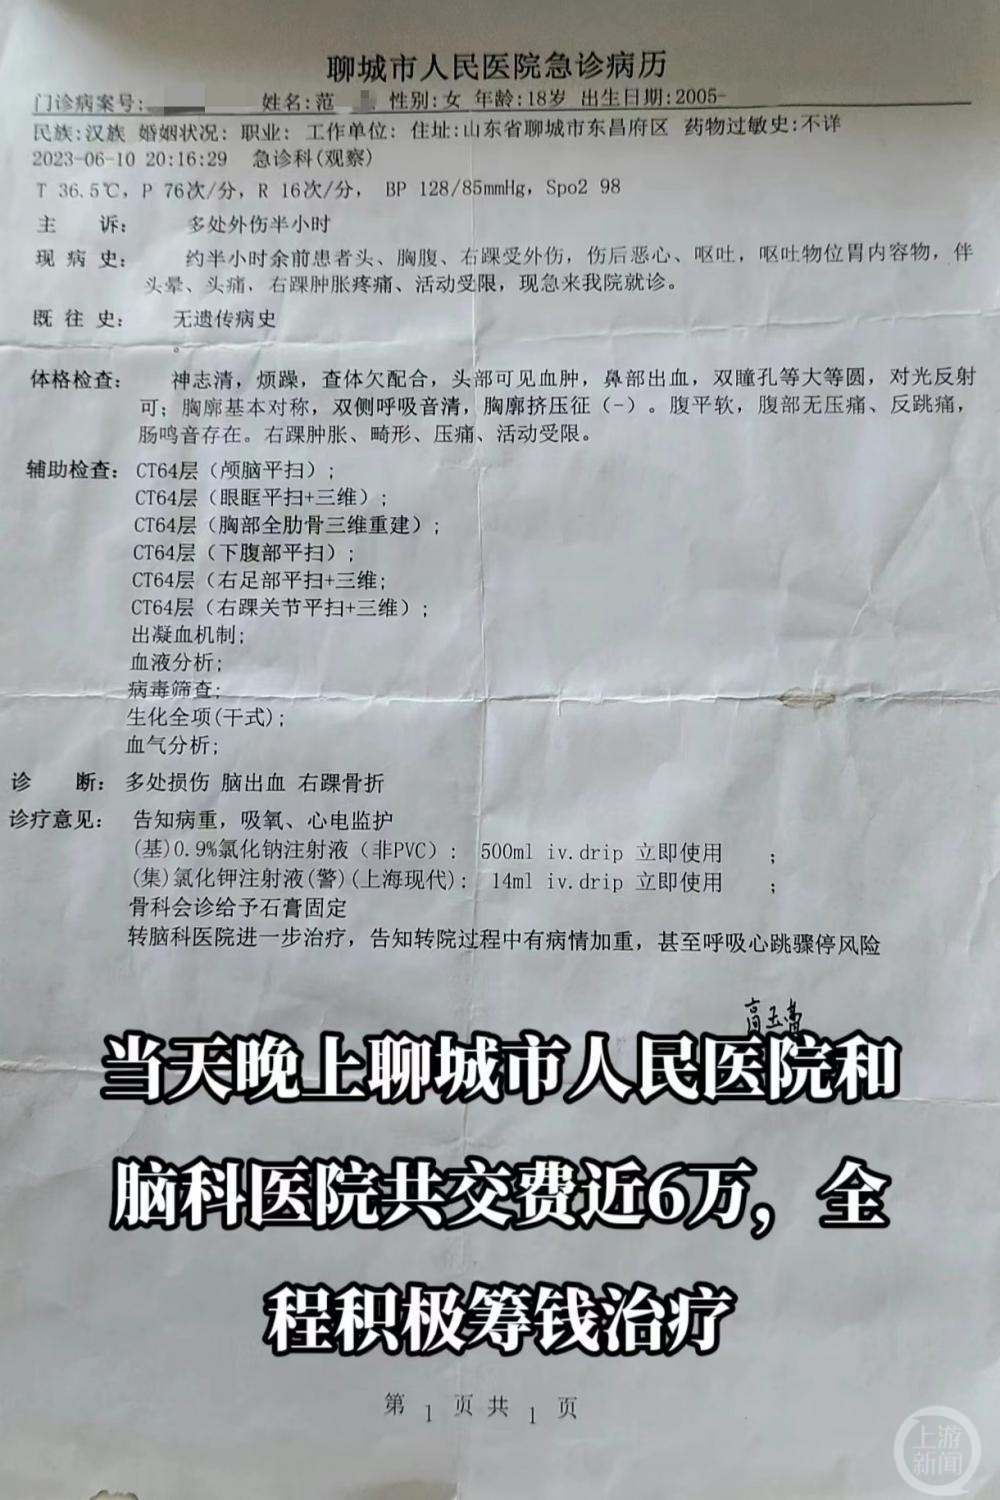 聊城市人民医院急诊病历
门诊病案号: 姓名:范 性别:女 年龄:18岁 出生日期:2005-
民族:汉族 婚姻状况: 职业: 工作单位: 住址:山东省聊城市东昌府区 药物过敏史:不详
2023-06-10 20:16:29 急诊科(观察)
T 36.5℃, P 76次/分, R 16次/分, BP 128/85mmHg, Spo2 98
主 诉: 多处外伤半小时
现 病 史: 约半小时余前患者头、胸腹、右踝受外伤，伤后恶心、呕吐，呕吐物位胃内容物，伴
头晕、头痛，右踝肿胀疼痛、活动受限，现急来我院就诊。
既 往 史: 无遗传病史
。
体格检查: 神志清，烦躁，查体欠配合，头部可见血肿，鼻部出血，双瞳孔等大等圆，对光反射
可；胸廓基本对称，双侧呼吸音清，胸廓挤压征（-）。腹平软，腹部无压痛、反跳痛，
肠鸣音存在。右踝肿胀、畸形、压痛、活动受限。
辅助检查: CT64层（颅脑平扫）;
CT64层（眼眶平扫+三维）;
CT64层（胸部全肋骨三维重建）;
CT64层（下腹部平扫）;
CT64层（右足部平扫+三维;
CT64层（右踝关节平扫+三维）;
出凝血机制;
血液分析;
病毒筛查;
生化全项(干式);
血气分析;
诊 断: 多处损伤 脑出血 右踝骨折
诊疗意见: 告知病重，吸氧、心电监护
(基)0.9%氯化钠注射液（非PVC）: 500ml iv.drip 立即使用 ;
(集)氯化钾注射液(警)(上海现代): 14ml iv.drip 立即使用 ;
骨科会诊给予石膏固定
转脑科医院进一步治疗，告知转院过程中有病情加重，甚至呼吸心跳骤停风险
当天晚上聊城市人民医院和
脑科医院共交费近6万，全
程积极筹钱治疗
第 1 页 共 1 页
上游
新闻